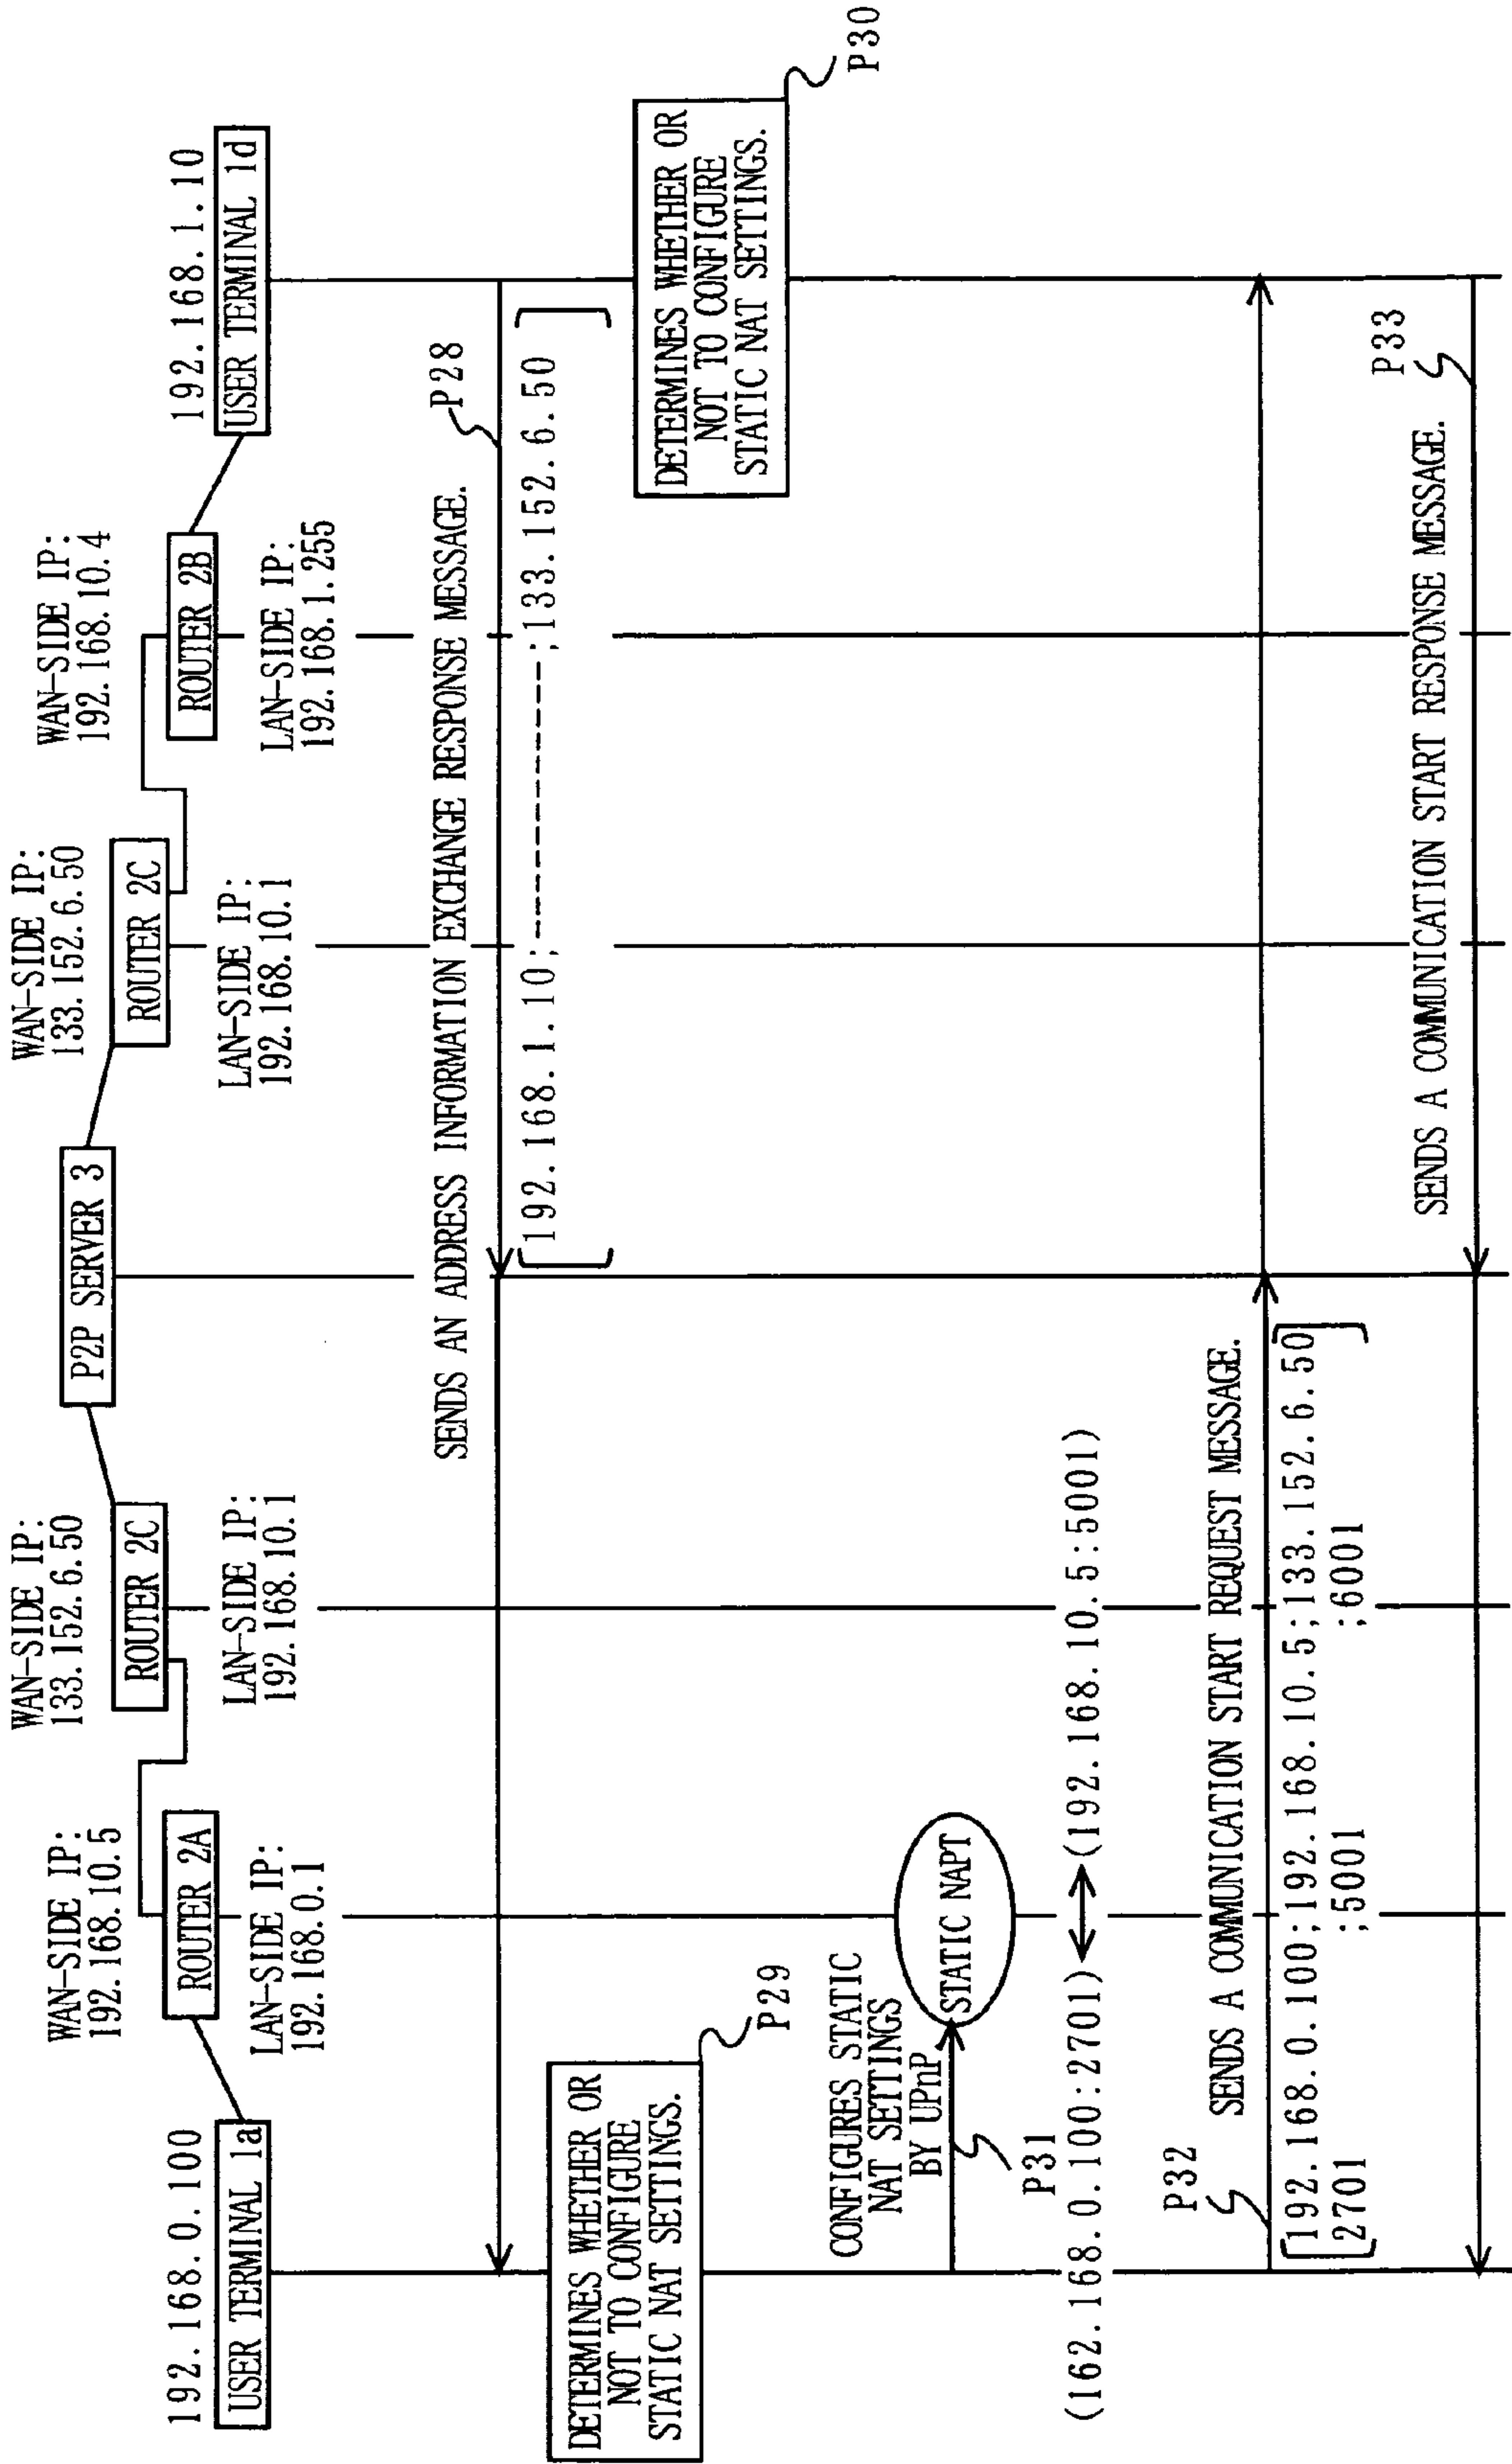 192.168.0.100
USER TERMINAL 1a
WAN-SIDE IP:
192.168.10.5
ROUTER 2A
LAN-SIDE IP:
192.168.0.1
WAN-SIDE IP:
133.152.6.50
ROUTER 2C
LAN-SIDE IP:
192.168.10.1
P2P SERVER 3
WAN-SIDE IP:
133.152.6.50
ROUTER 2C
LAN-SIDE IP:
192.168.10.1
WAN-SIDE IP:
192.168.10.4
ROUTER 2B
LAN-SIDE IP:
192.168.1.255
192.168.1.10
USER TERMINAL 1d
SENDS AN ADDRESS INFORMATION EXCHANGE RESPONSE MESSAGE.
P28
[192.168.1.10;------------;133.152.6.50]
DETERMINES WHETHER OR
NOT TO CONFIGURE
STATIC NAT SETTINGS.
P29
DETERMINES WHETHER OR
NOT TO CONFIGURE
STATIC NAT SETTINGS.
P30
CONFIGURES STATIC
NAT SETTINGS
BY UPnP
P31
STATIC NAPT
(162.168.0.100:2701)↔(192.168.10.5:5001)
P32
SENDS A COMMUNICATION START REQUEST MESSAGE.
[192.168.0.100;192.168.10.5;133.152.6.50
2701 ;5001 ;6001]
SENDS A COMMUNICATION START RESPONSE MESSAGE.
P33